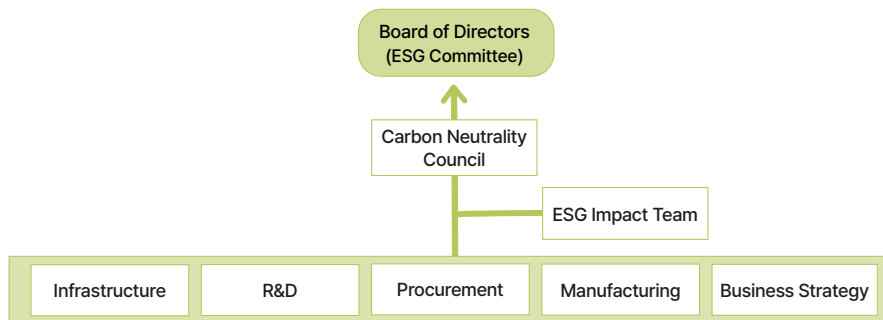 Board of Directors
(ESG Committee)
Carbon Neutrality
Council
ESG Impact Team
Infrastructure
R&D
Procurement
Manufacturing
Business Strategy